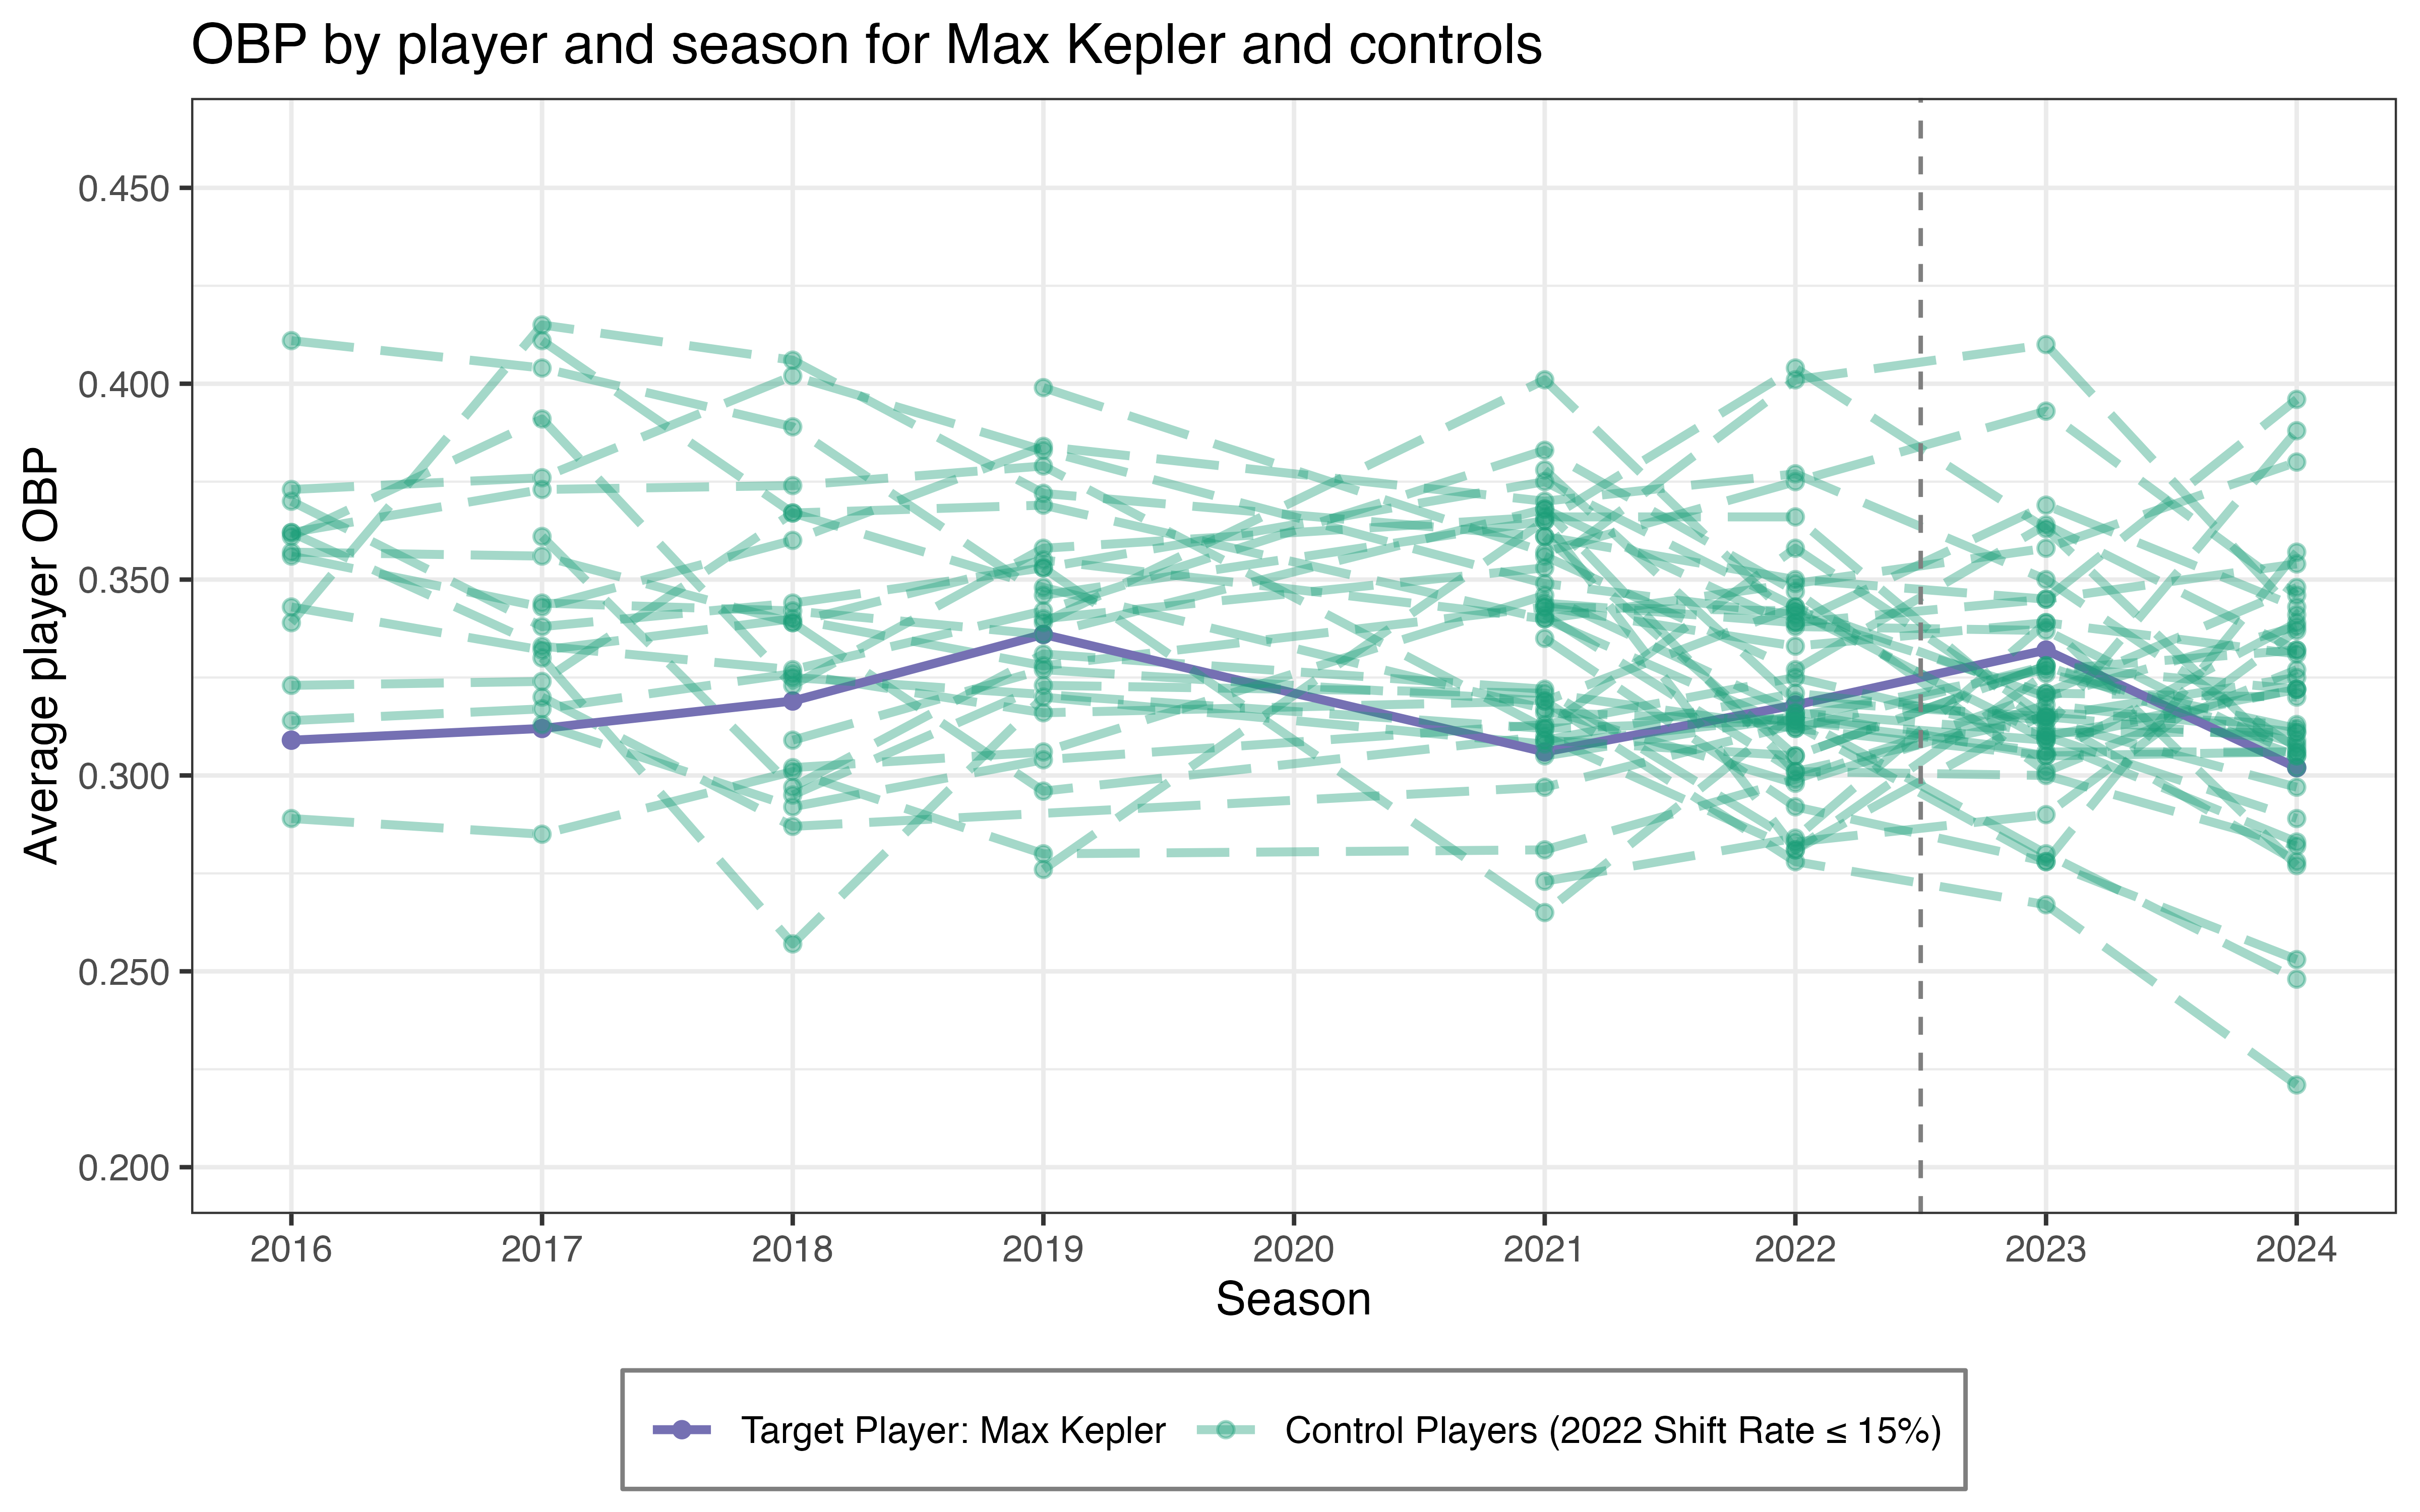 OBP by player and season for Max Kepler and controls
Average player OBP
0.450
0.400
0.350
0.300
0.250
0.200
2016 2017 2018 2019 2020 2021 2022 2023 2024
Season
Target Player: Max Kepler Control Players (2022 Shift Rate ≤ 15%)